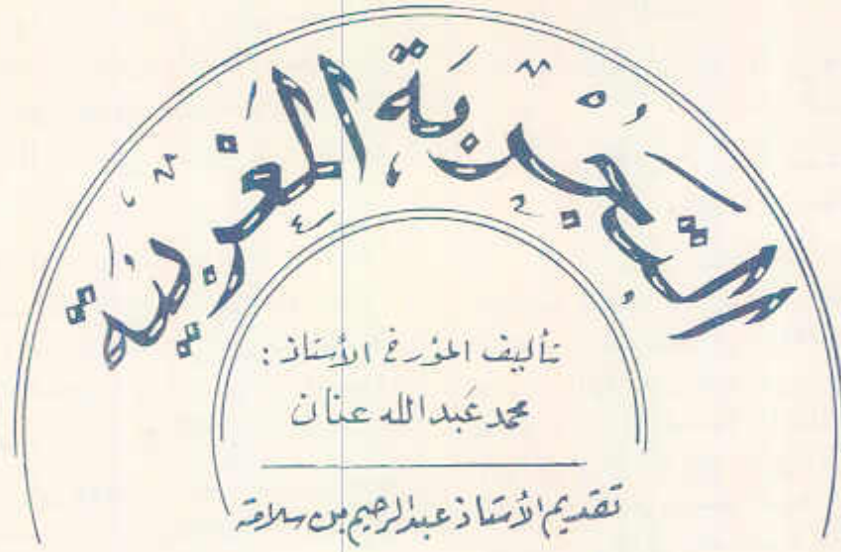 التجربة المغربية
تأليف المؤرخ الأستاذ :
محمد عبد الله عنان
تقديم الأستاذ عبد الرحيم بن سلامة